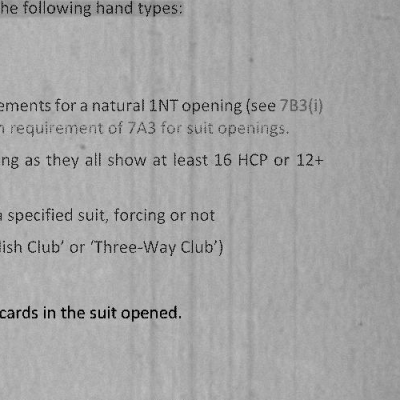 he following hand types:
ements for a natural 1NT opening (see 7B3(i)
n requirement of 7A3 for suit openings.
ng as they all show at least 16 HCP or 12+
a specified suit, forcing or not
lish Club' or 'Three-Way Club')
cards in the suit opened.